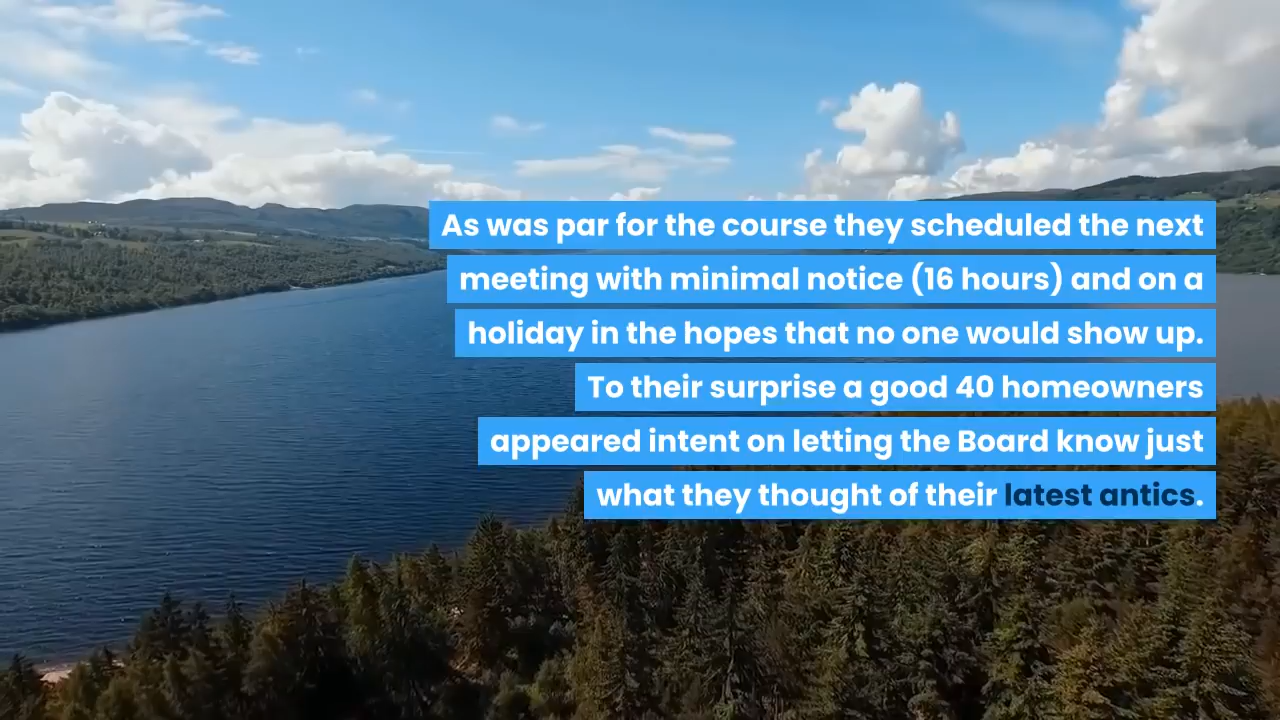 As was par for the course they scheduled the next
meeting with minimal notice (16 hours) and on a
holiday in the hopes that no one would show up.
To their surprise a good 40 homeowners
appeared intent on letting the Board know just
what they thought of their latest antics.